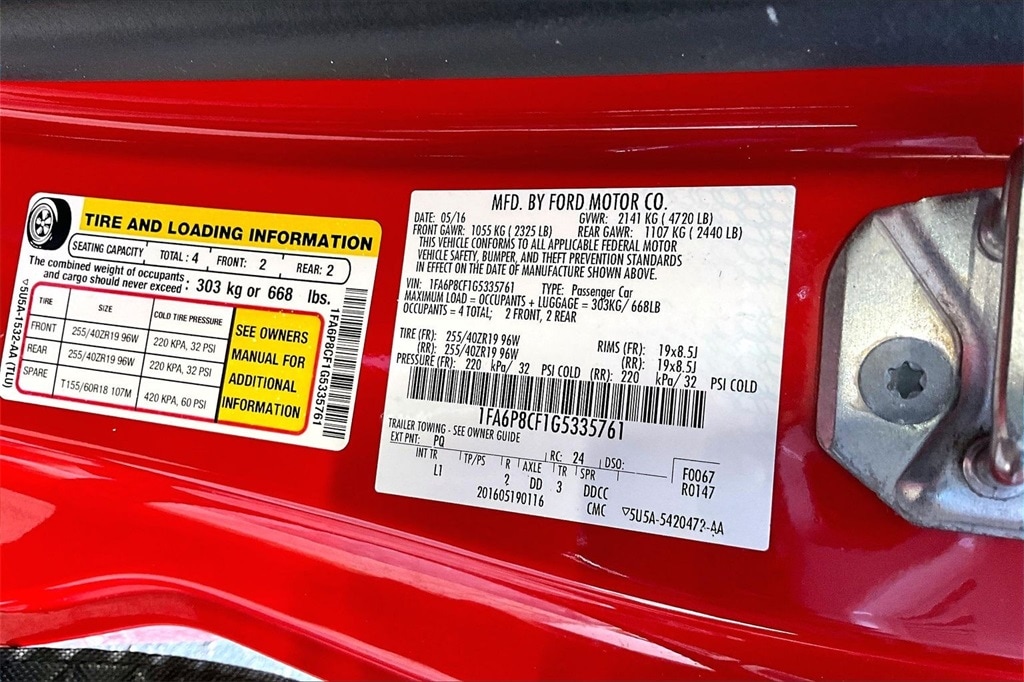 TIRE AND LOADING INFORMATION
SEATING CAPACITY TOTAL : 4 FRONT: 2 REAR: 2
The combined weight of occupants
and cargo should never exceed : 303 kg or 668 lbs.
TIRE SIZE COLD TIRE PRESSURE
FRONT 255/40ZR19 96W 220 KPA, 32 PSI
REAR 255/40ZR19 96W 220 KPA, 32 PSI
SPARE T155/60R18 107M 420 KPA, 60 PSI
SEE OWNERS
MANUAL FOR
ADDITIONAL
INFORMATION
5U5A-1532-AA (TLU)
1FA6P8CF1G5335761
MFD. BY FORD MOTOR CO.
DATE: 05/16 GVWR: 2141 KG ( 4720 LB)
FRONT GAWR: 1055 KG ( 2325 LB) REAR GAWR: 1107 KG ( 2440 LB)
THIS VEHICLE CONFORMS TO ALL APPLICABLE FEDERAL MOTOR
VEHICLE SAFETY, BUMPER, AND THEFT PREVENTION STANDARDS
IN EFFECT ON THE DATE OF MANUFACTURE SHOWN ABOVE.
VIN: 1FA6P8CF1G5335761 TYPE: Passenger Car
MAXIMUM LOAD = OCCUPANTS + LUGGAGE = 303KG/ 668LB
OCCUPANTS = 4 TOTAL; 2 FRONT, 2 REAR
TIRE (FR): 255/40ZR19 96W RIMS (FR): 19x8.5J
(RR): 255/40ZR19 96W (RR): 19x8.5J
PRESSURE (FR): 220 kPa/ 32 PSI COLD (RR): 220 kPa/ 32 PSI COLD
1FA6P8CF1G5335761
TRAILER TOWING - SEE OWNER GUIDE
EXT PNT: PQ RC: 24 DSO: F0067
INT TR TP/PS R AXLE TR SPR R0147
L1 2 DD 3 DDCC
201605190116 CMC 5U5A-5420472-AA